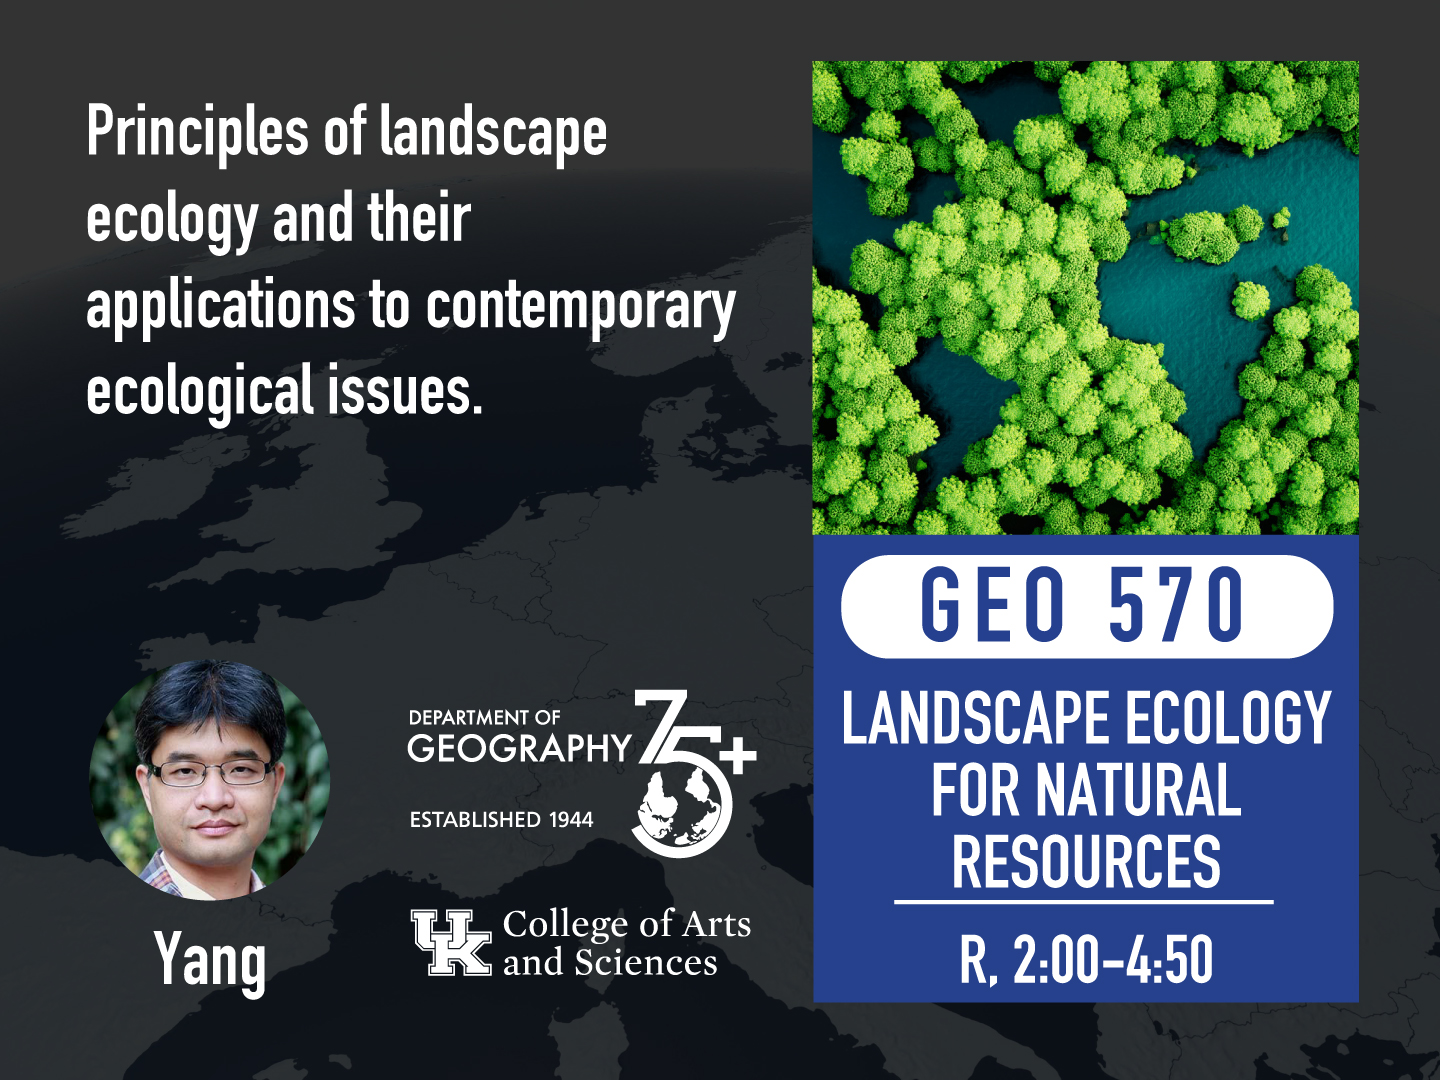 Principles of landscape
ecology and their
applications to contemporary
ecological issues.
Yang
DEPARTMENT OF
GEOGRAPHY
75+
ESTABLISHED 1944
UK
College of Arts
and Sciences
GEO 570
LANDSCAPE ECOLOGY
FOR NATURAL
RESOURCES
R, 2:00-4:50